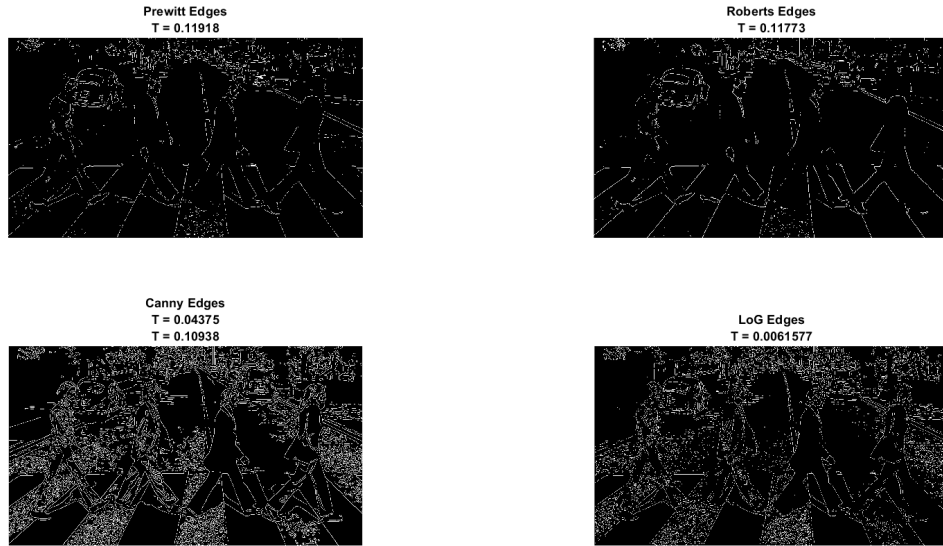 Prewitt Edges
T = 0.11918
Roberts Edges
T = 0.11773
Canny Edges
T = 0.04375
T = 0.10938
LoG Edges
T = 0.0061577